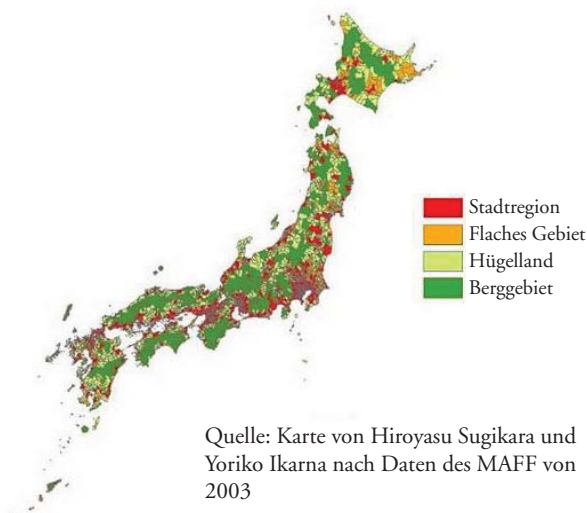 Stadtregion
Flaches Gebiet
Hügelland
Berggebiet
Quelle: Karte von Hiroyasu Sugikara und
Yoriko Ikarna nach Daten des MAFF von
2003